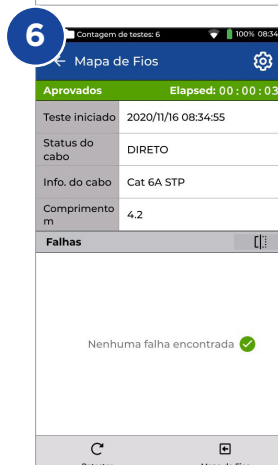 6
Contagem de testes: 6 100% 08:34
Mapa de Fios
Aprovados Elapsed: 00 : 00 : 03
Teste iniciado 2020/11/16 08:34:55
Status do cabo DIRETO
Info. do cabo Cat 6A STP
Comprimento m 4.2
Falhas
Nenhuma falha encontrada